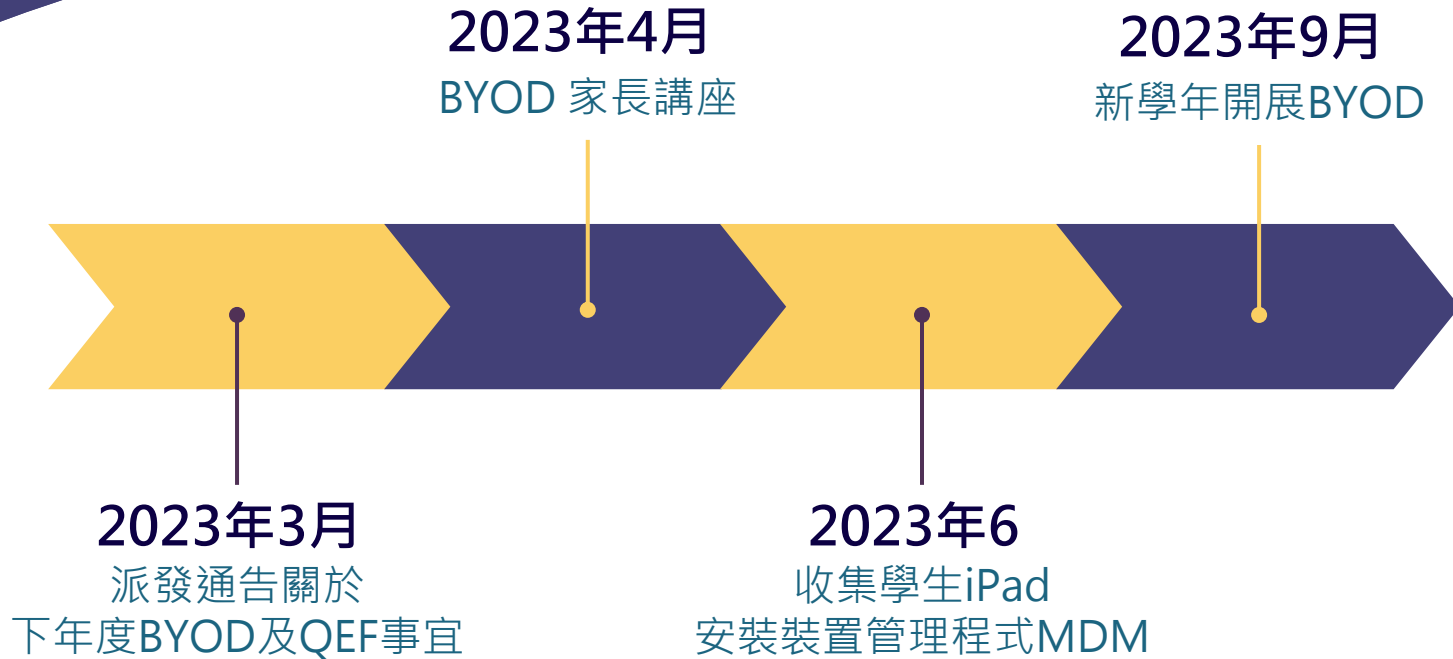 2023年4月
BYOD 家長講座
2023年9月
新學年開展BYOD
2023年3月
派發通告關於
下年度BYOD及QEF事宜
2023年6
收集學生iPad
安裝裝置管理程式MDM